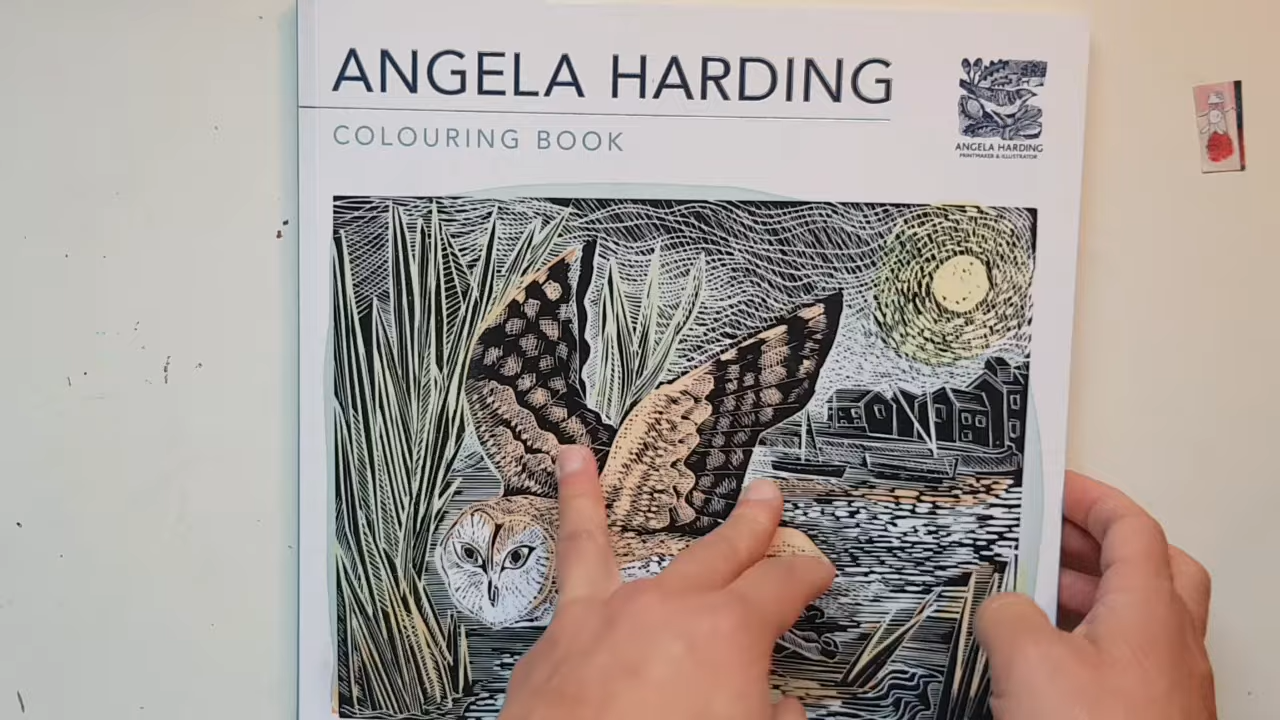 ANGELA HARDING
COLOURING BOOK
ANGELA HARDING
PRINTMAKER & ILLUSTRATOR